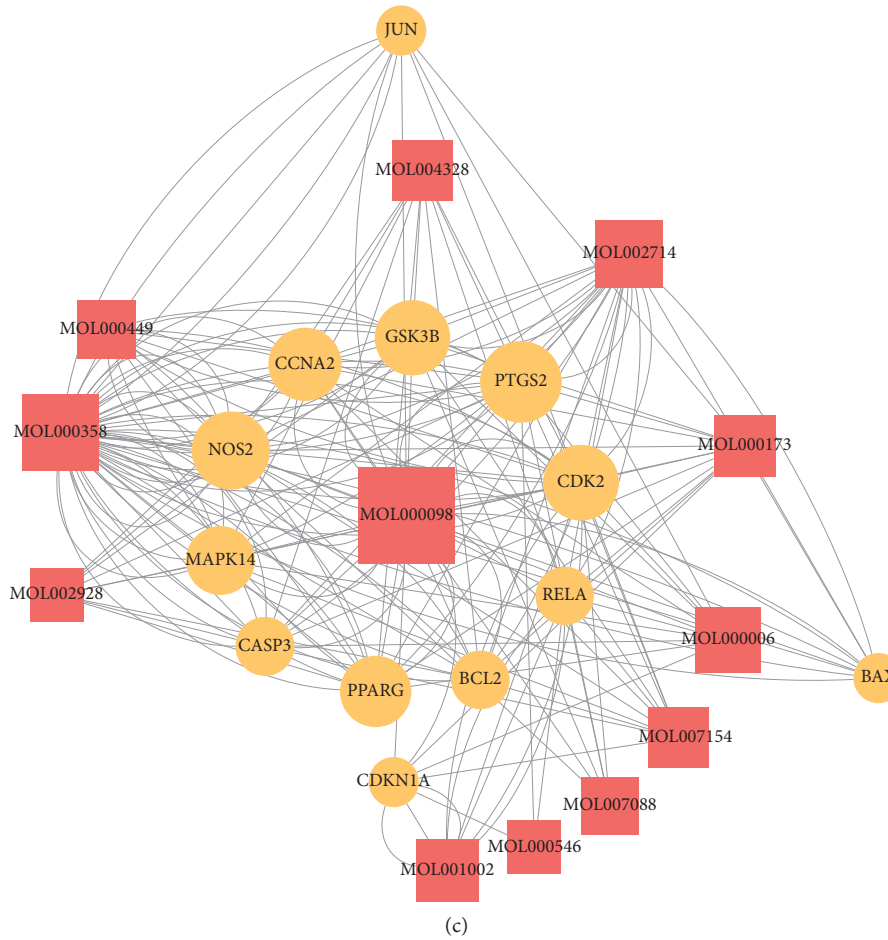 JUN
MOL004328
MOL002714
MOL000449
GSK3B
CCNA2
PTGS2
MOL000358
NOS2
MOL000173
CDK2
MOL000098
MAPK14
MOL002928
RELA
CASP3
MOL000006
PPARG
BCL2
BAX
MOL007154
CDKN1A
MOL007088
MOL000546
MOL001002
(c)